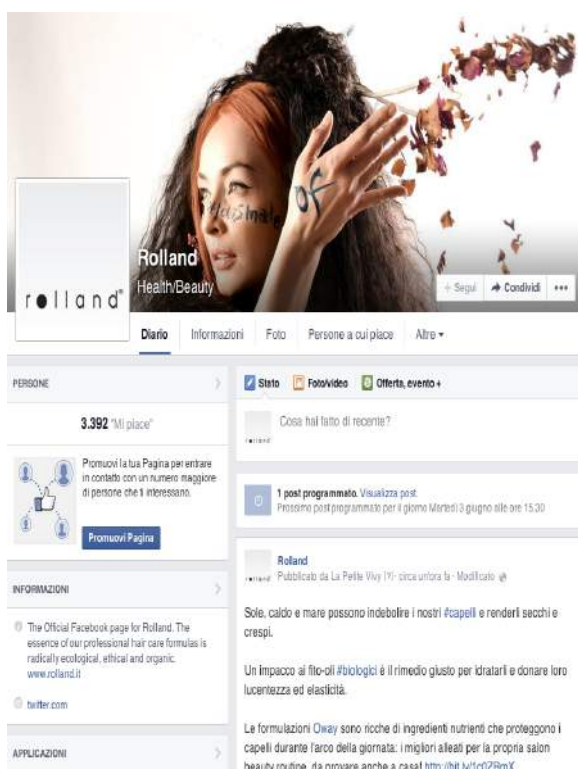 of
Rolland
Health/Beauty
rolland®
+ Segui
Condividi
Diario Informazioni Foto Persone a cui piace Altre
PERSONE
3.392 "Mi piace"
Promuovi la tua Pagina per entrare
in contatto con un numero maggiore
di persone che ti interessano.
Promuovi Pagina
INFORMAZIONI
The Official Facebook page for Rolland. The
essence of our professional hair care formulas is
radically ecological, ethical and organic.
www.rolland.it
twitter.com
APPLICAZIONI
Stato Foto/video Offerta, evento +
rolland
Cosa hai fatto di recente?
1 post programmato. Visualizza post.
Prossimo post programmato per il giorno Martedì 3 giugno alle ore 15.30
rolland
Rolland
Pubblicato da La Petite Vivy [?] · circa un'ora fa · Modificato
Sole, caldo e mare possono indebolire i nostri #capelli e renderli secchi e
crespi.
Un impacco ai fito-oli #biologici è il rimedio giusto per idratarli e donare loro
lucentezza ed elasticità.
Le formulazioni Oway sono ricche di ingredienti nutrienti che proteggono i
capelli durante l'arco della giornata: i migliori alleati per la propria salon
beauty routine, da provare anche a casa!